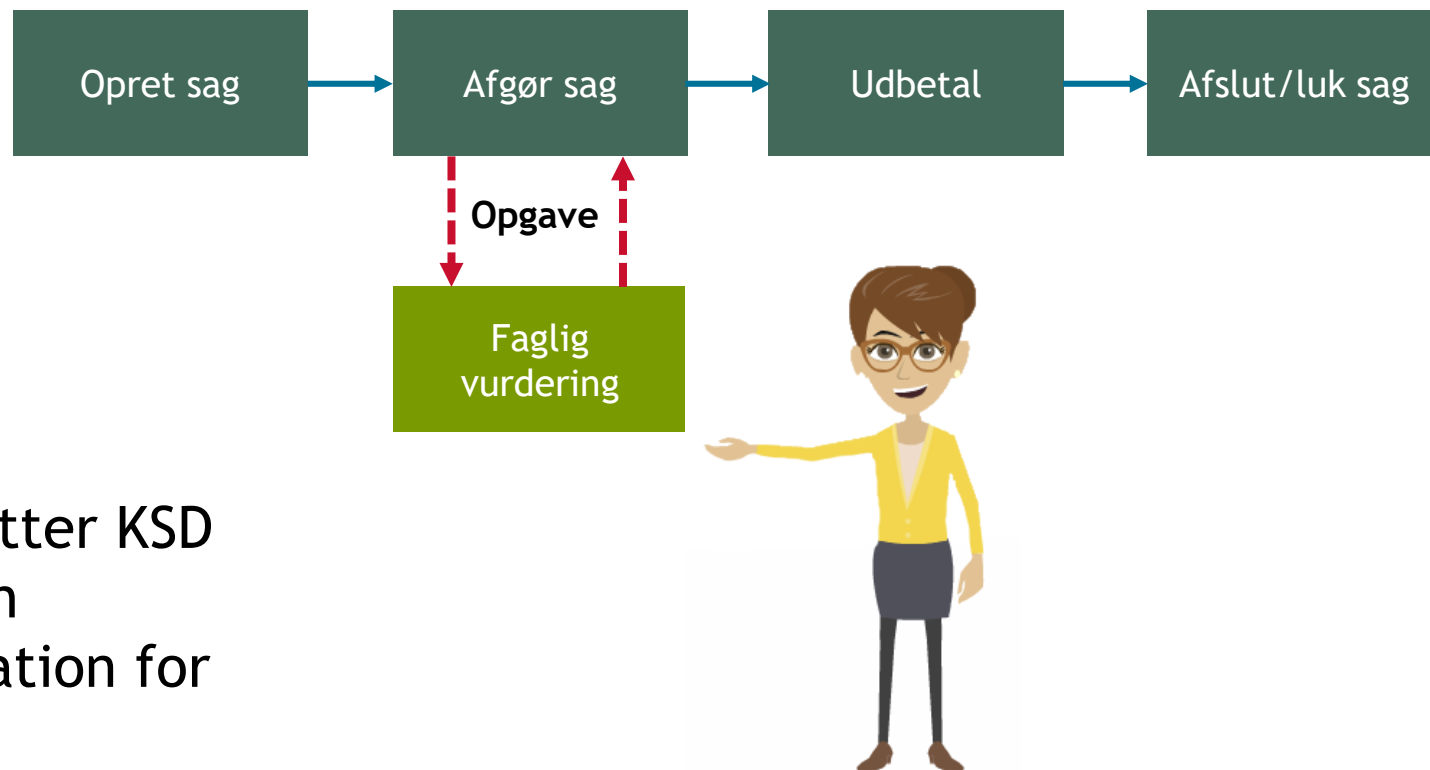 Opret sag
Afgør sag
Udbetal
Afslut/luk sag
Opgave
Faglig
vurdering
tter KSD
n
ation for